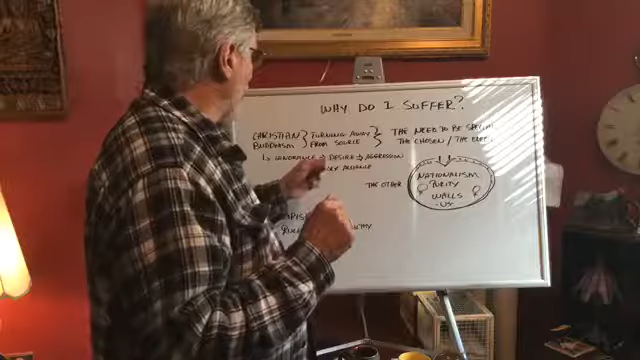 WHY DO I SUFFER?
CHRISTIAN } TURNING AWAY } THE NEED TO BE SPECIAL
BUDDHISM } FROM SOURCE } THE CHOSEN / THE ELECT
↳ IGNORANCE → DESIRE → AGGRESSION
THE OTHER
NATIONALISM
PURITY
WALLS
-US